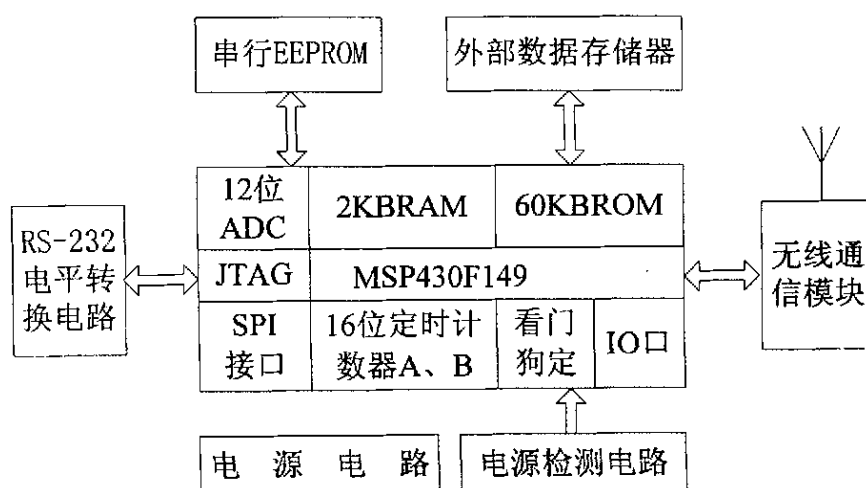 串行EEPROM
外部数据存储器
12位
ADC
2KBRAM
60KBROM
RS-232
电平转
换电路
JTAG
MSP430F149
无线通
信模块
SPI
接口
16位定时计
数器A、B
看门
狗定
IO口
电源电路
电源检测电路